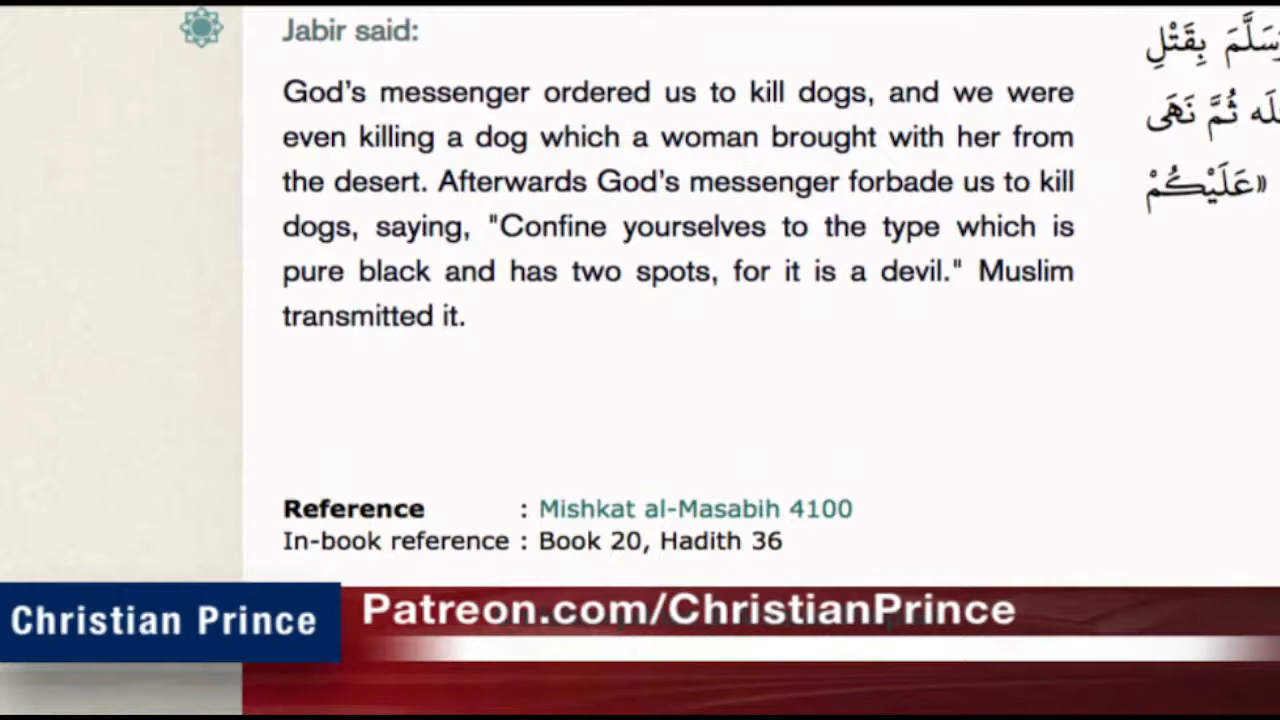 Jabir said:
God's messenger ordered us to kill dogs, and we were
even killing a dog which a woman brought with her from
the desert. Afterwards God's messenger forbade us to kill
dogs, saying, "Confine yourselves to the type which is
pure black and has two spots, for it is a devil." Muslim
transmitted it.
وَسَلَّمَ بِقَتْلِ
ثُمَّ نَهَى
«عَلَيْكُمْ
Reference : Mishkat al-Masabih 4100
In-book reference : Book 20, Hadith 36
Christian Prince
Patreon.com/ChristianPrince